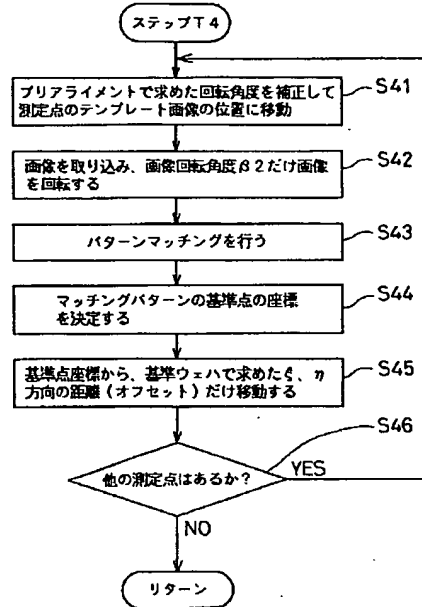 ステップT4
プリアライメントで求めた回転角度を補正して
測定点のテンプレート画像の位置に移動
S41
画像を取り込み、画像回転角度β2だけ画像
を回転する
S42
パターンマッチングを行う
S43
マッチングパターンの基準点の座標
を決定する
S44
基準点座標から、基準ウェハで求めたξ、η
方向の距離(オフセット)だけ移動する
S45
S46
他の測定点はあるか?
YES
NO
リターン